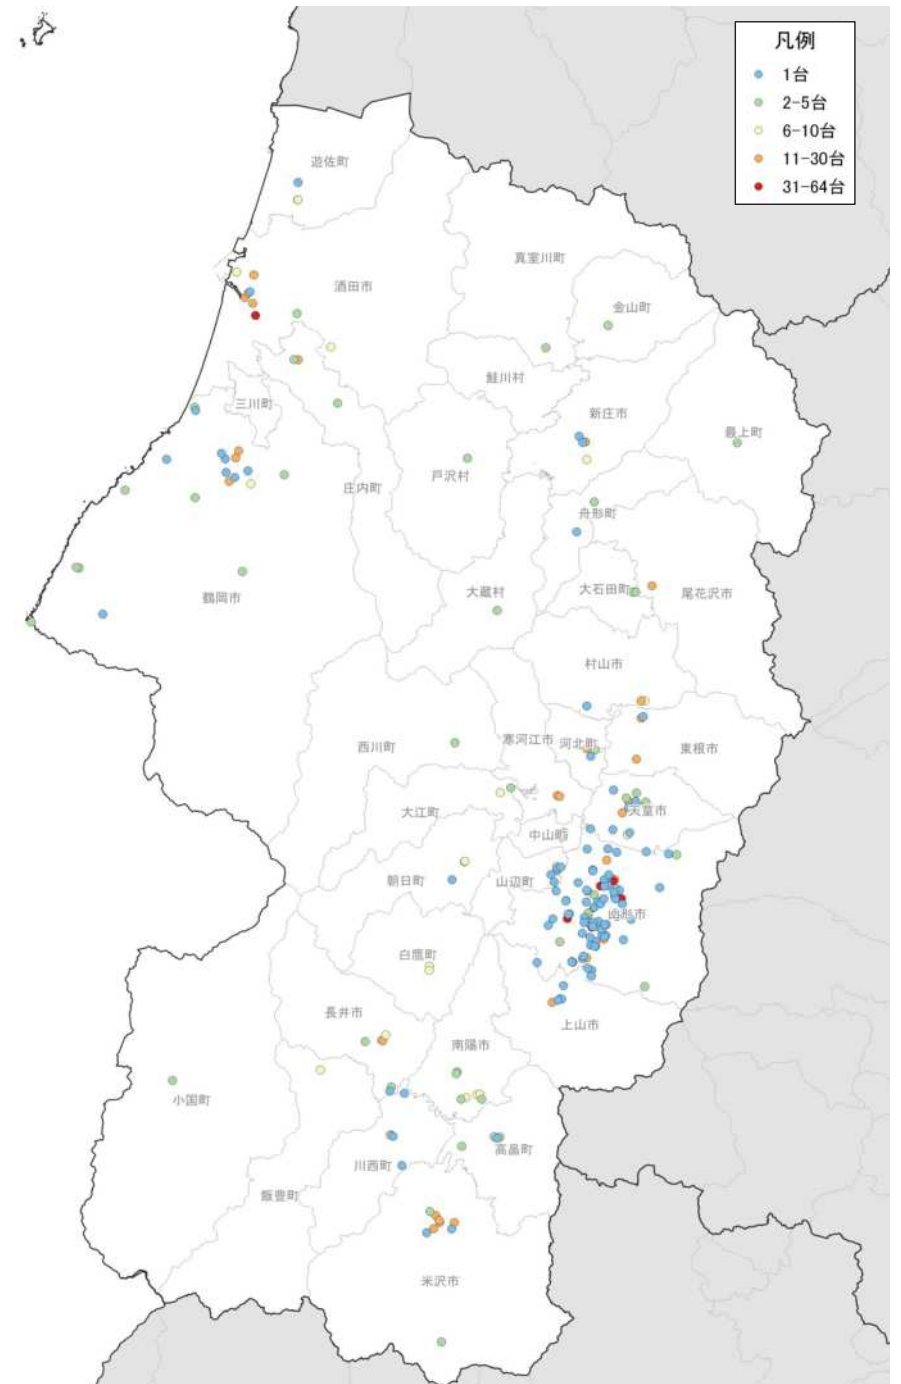 凡例
1台
2-5台
6-10台
11-30台
31-64台
遊佐町
真室川町
酒田市
金山町
鮭川村
三川町
新庄市
最上町
戸沢村
庄内町
舟形町
大石田町
大蔵村
尾花沢市
鶴岡市
村山市
西川町
寒河江市
河北町
東根市
大江町
天童市
中山町
朝日町
山辺町
山形市
白鷹町
長井市
上山市
南陽市
小国町
高畠町
川西町
飯豊町
米沢市